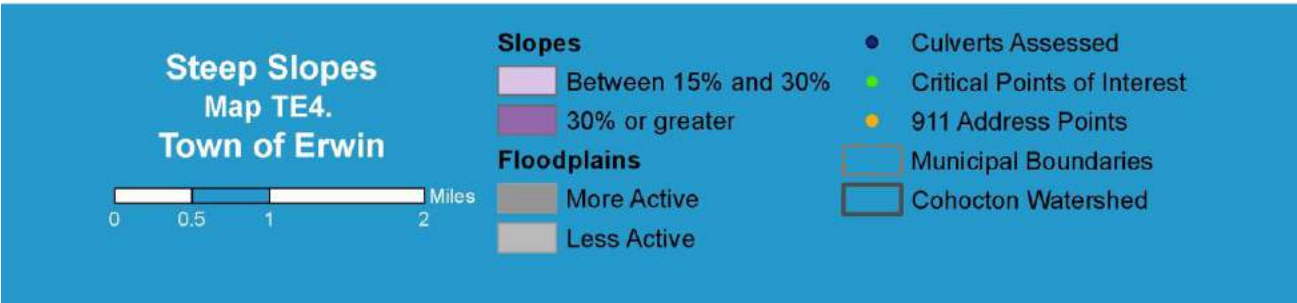 Steep Slopes
Map TE4.
Town of Erwin
Miles
0 0.5 1 2
Slopes
Between 15% and 30%
30% or greater
Floodplains
More Active
Less Active
Culverts Assessed
Critical Points of Interest
911 Address Points
Municipal Boundaries
Cohocton Watershed